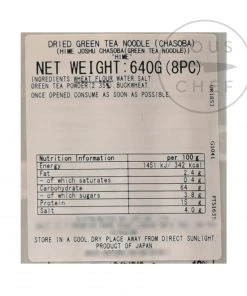 DRIED GREEN TEA NOODLE (CHASOBA)
(HIME JOSHU CHASOBA(GREEN TEA NOODLE))
"HIME"
NET WEIGHT:640G(8PC)
INGREDIENTS WHEAT FLOUR WATER SALT
GREEN TEA POWDER:2.35% BUCKWHEAT
ONCE OPENED CONSUME AS SOON AS POSSIBLE.
SOUS
CHEF
Nutrition Information per 100g
Energy 1451 kJ/ 342 kcal
Fat 2.4 g
- of which saturates 0.4 g
Carbohydrate 64 g
- of which sugars 3.8 g
Protein 15 g
Salt 4.0 g
STORE IN A COOL,DRY PLACE AWAY FROM DIRECT SUNLIGHT
PRODUCT OF JAPAN